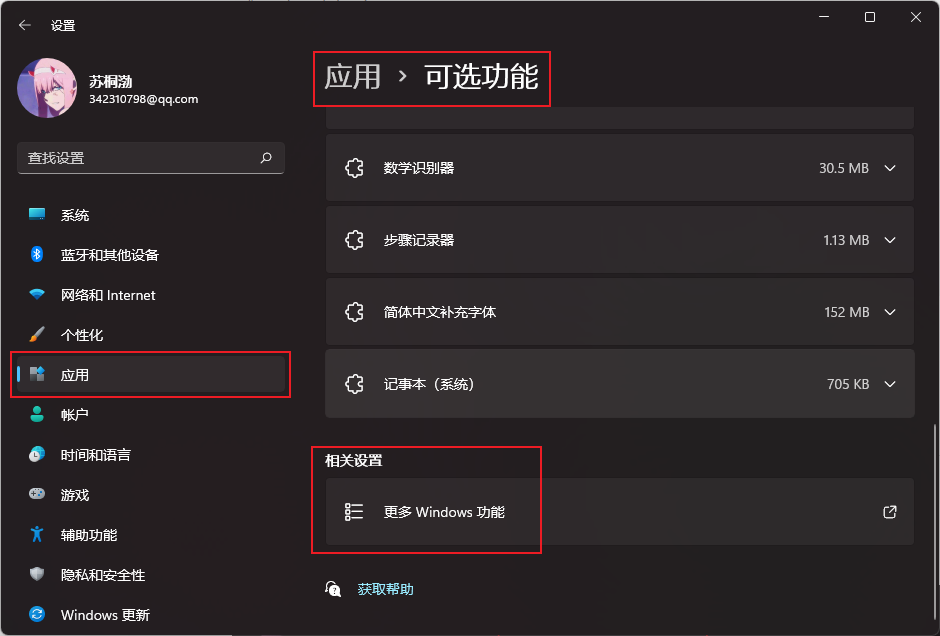 设置
苏桐渤
342310798@qq.com
查找设置
系统
蓝牙和其他设备
网络和 Internet
个性化
应用
帐户
时间和语言
游戏
辅助功能
隐私和安全性
Windows 更新
应用 › 可选功能
数学识别器 30.5 MB
步骤记录器 1.13 MB
简体中文补充字体 152 MB
记事本（系统） 705 KB
相关设置
更多 Windows 功能
获取帮助